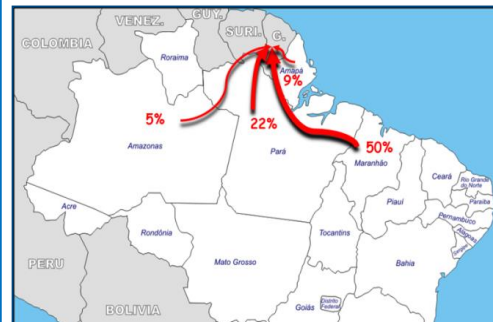 VENEZ.
GUY.
SURI.
G.
COLOMBIA
Roraima
Amapá
9%
5%
22%
50%
Amazonas
Pará
Maranhão
Ceará
Rio Grande
do Norte
Paraíba
Piauí
Pernambuco
Alagoas
Sergipe
Acre
Tocantins
Rondônia
Bahia
Mato Grosso
PERU
BOLIVIA
Goiás
Distrito
Federal